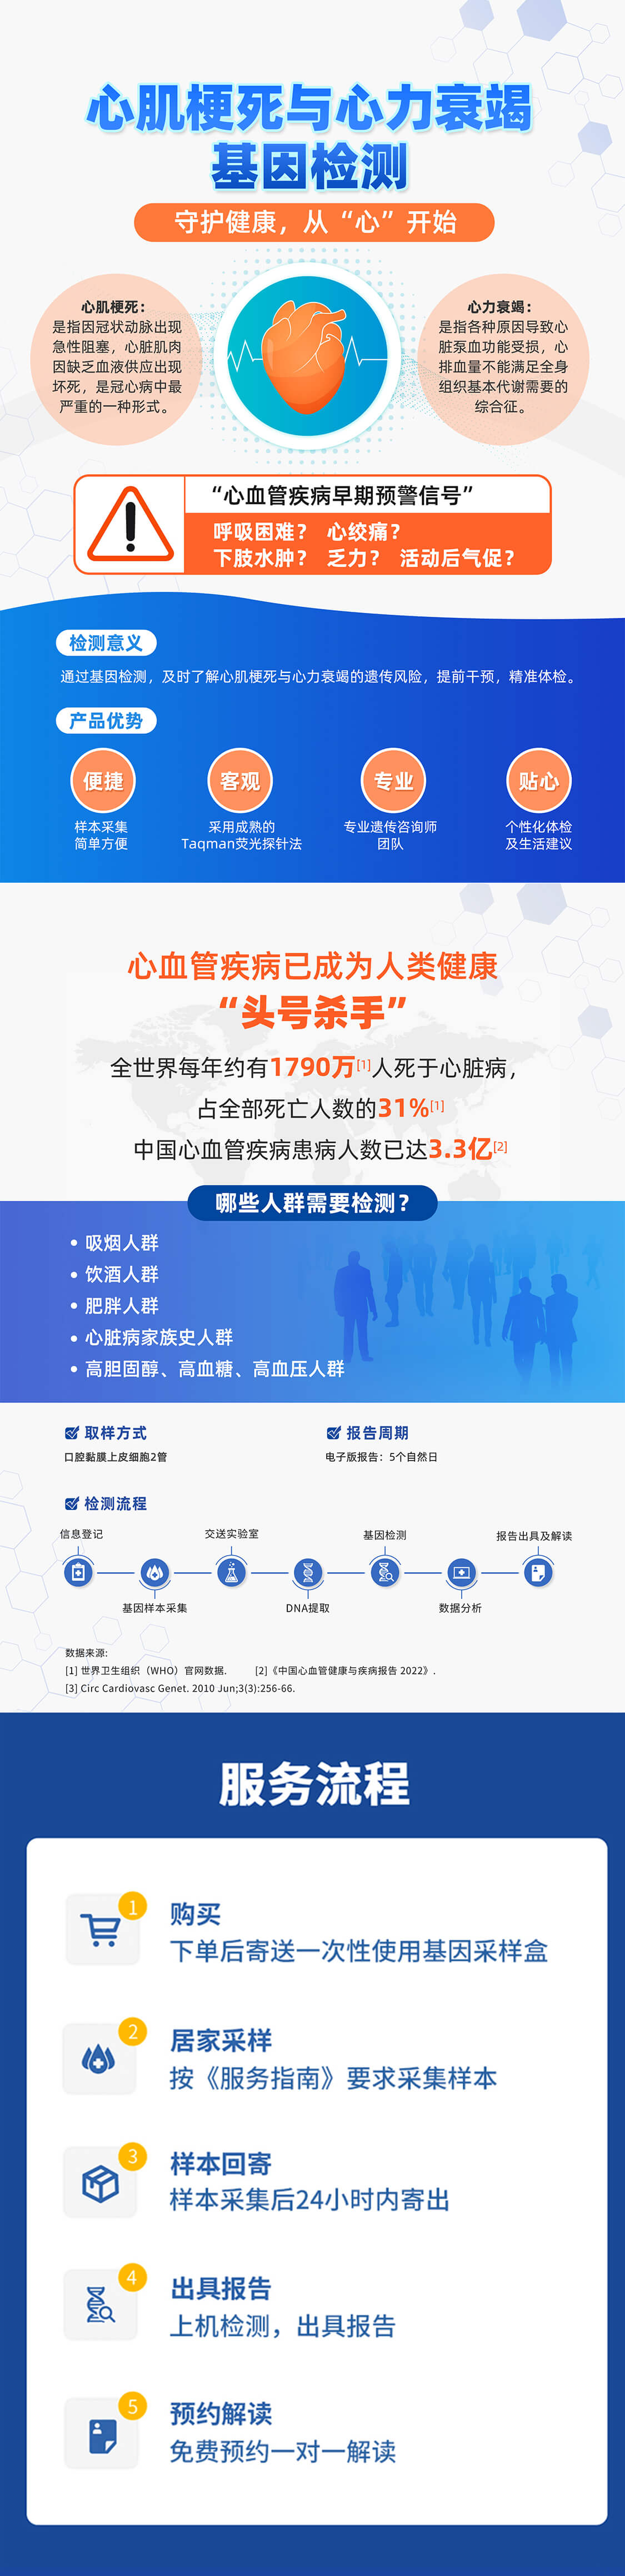 心肌梗死与心力衰竭
基因检测
守护健康，从“心”开始
心肌梗死：
是指因冠状动脉出现
急性阻塞，心脏肌肉
因缺乏血液供应出现
坏死，是冠心病中最
严重的一种形式。
心力衰竭：
是指各种原因导致心
脏泵血功能受损，心
排血量不能满足全身
组织基本代谢需要的
综合征。
“心血管疾病早期预警信号”
呼吸困难？ 心绞痛？
下肢水肿？ 乏力？ 活动后气促？
检测意义
通过基因检测，及时了解心肌梗死与心力衰竭的遗传风险，提前干预，精准体检。
产品优势
便捷
样本采集
简单方便
客观
采用成熟的
Taqman荧光探针法
专业
专业遗传咨询师
团队
贴心
个性化体检
及生活建议
心血管疾病已成为人类健康
“头号杀手”
全世界每年约有1790万[1]人死于心脏病，
占全部死亡人数的31%[1]
中国心血管疾病患病人数已达3.3亿[2]
哪些人群需要检测？
• 吸烟人群
• 饮酒人群
• 肥胖人群
• 心脏病家族史人群
• 高胆固醇、高血糖、高血压人群
取样方式
口腔黏膜上皮细胞2管
报告周期
电子版报告：5个自然日
检测流程
信息登记
基因样本采集
交送实验室
DNA提取
基因检测
数据分析
报告出具及解读
数据来源:
[1] 世界卫生组织（WHO）官网数据. [2]《中国心血管健康与疾病报告 2022》.
[3] Circ Cardiovasc Genet. 2010 Jun;3(3):256-66.
服务流程
1
购买
下单后寄送一次性使用基因采样盒
2
居家采样
按《服务指南》要求采集样本
3
样本回寄
样本采集后24小时内寄出
4
出具报告
上机检测，出具报告
5
预约解读
免费预约一对一解读